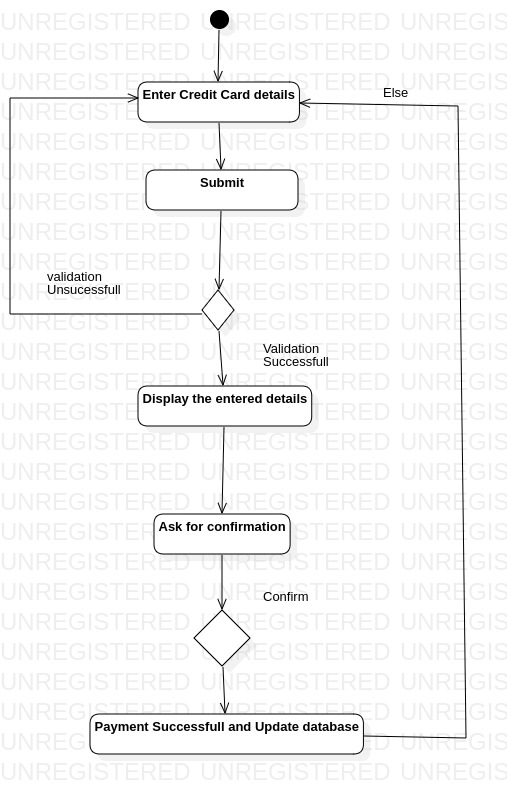 UNREGISTERED UNREGISTERED UNREGIS
Enter Credit Card details
Else
Submit
validation
Unsucessfull
Validation
Successfull
Display the entered details
Ask for confirmation
Confirm
Payment Successfull and Update database